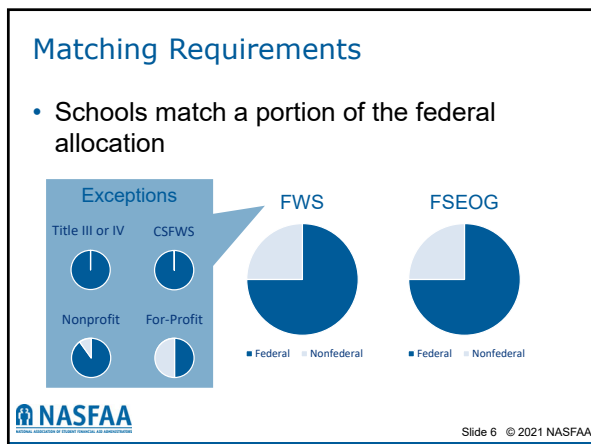 Matching Requirements
• Schools match a portion of the federal
allocation
Exceptions
Title III or IV
CSFWS
Nonprofit
For-Profit
FWS
Federal Nonfederal
FSEOG
Federal Nonfederal
NASFAA
NATIONAL ASSOCIATION OF STUDENT FINANCIAL AID ADMINISTRATORS
Slide 6 © 2021 NASFAA